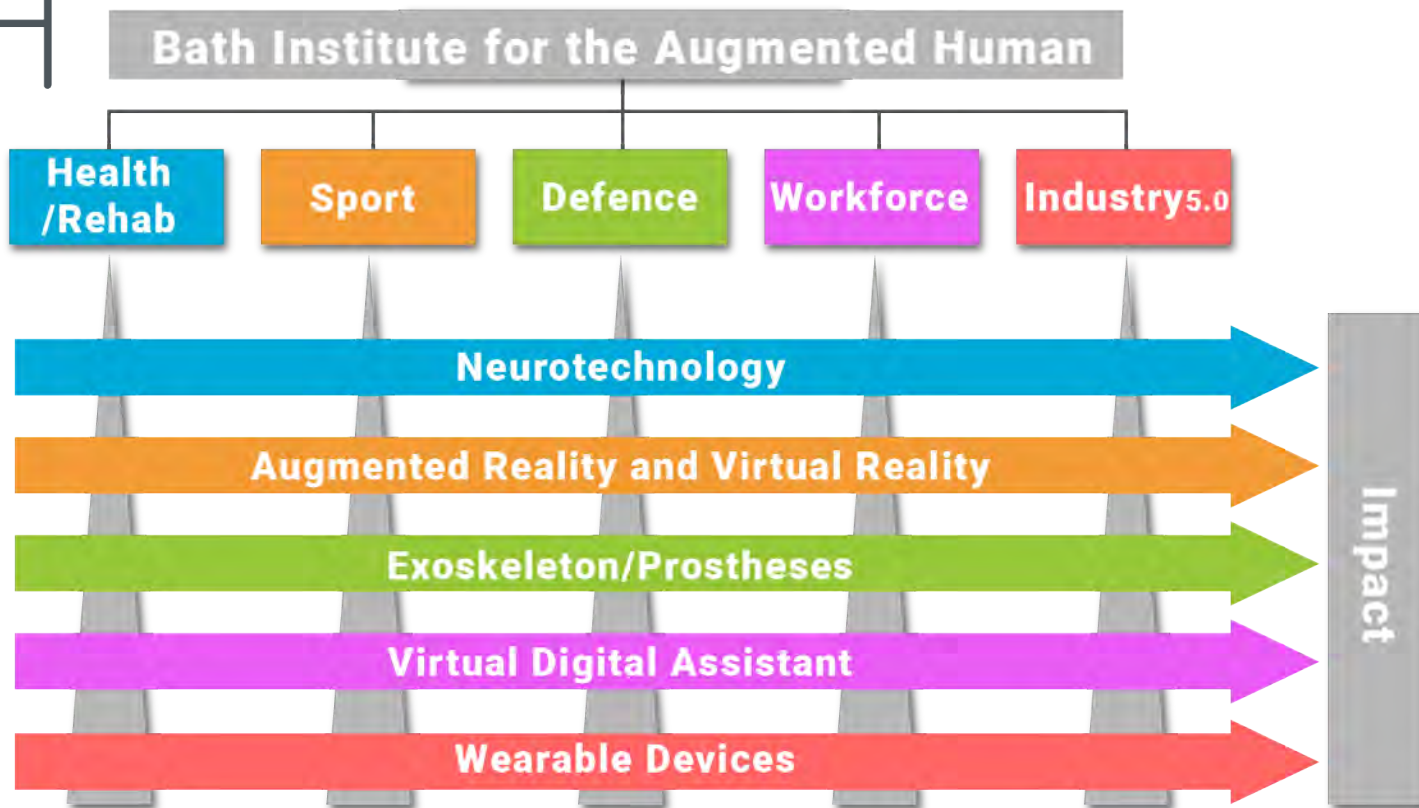 Bath Institute for the Augmented Human
Health
/Rehab
Sport
Defence
Workforce
Industry5.0
Neurotechnology
Augmented Reality and Virtual Reality
Exoskeleton/Prostheses
Virtual Digital Assistant
Wearable Devices
Impact